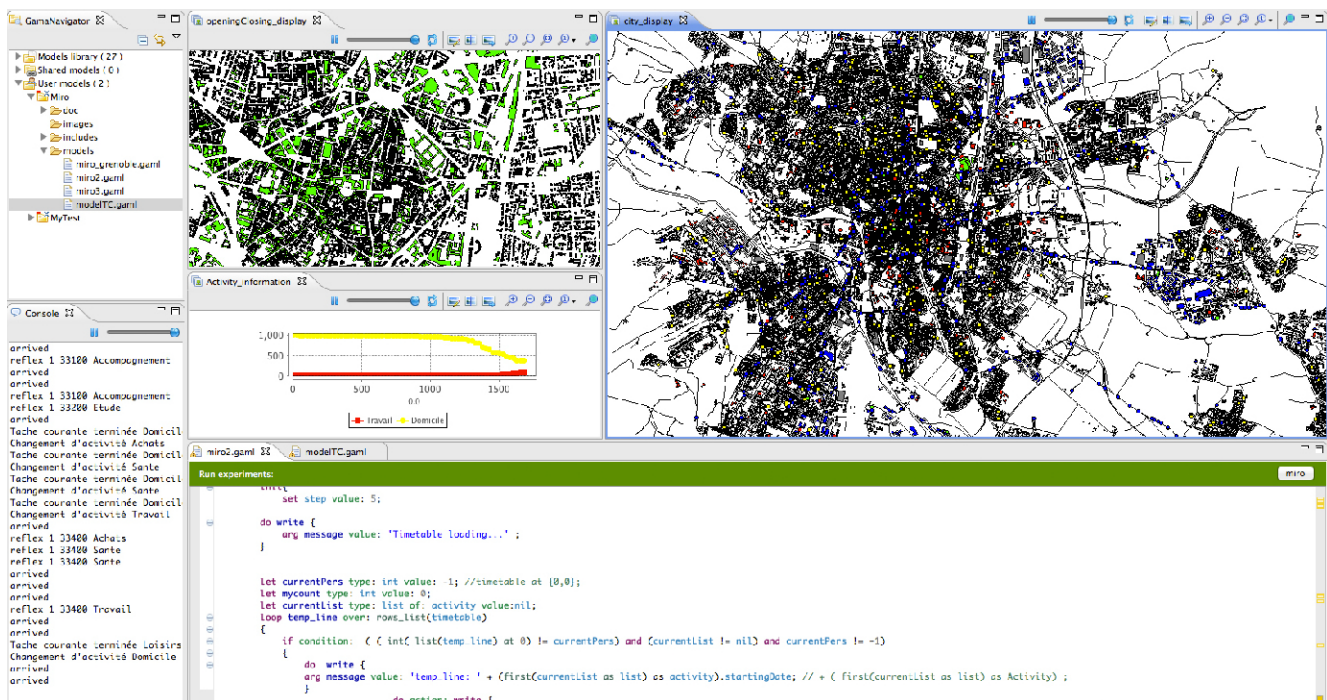 GamaNavigator
Models library (27)
Shared models (0)
User models (2)
Miro
doc
images
includes
models
miro_grenoble.gaml
miro2.gaml
miro3.gaml
modelTC.gaml
MyTest
openingClosing_display
city_display
Activity_information
1,000
500
0
0 500 1000 1500
0.0
Travail Domicile
Console
arrived
reflex 1 33100 Accompagnement
arrived
arrived
reflex 1 33100 Accompagnement
reflex 1 33200 Etude
arrived
Tache courante terminée Domicil
Changement d'activité Achats
Tache courante terminée Domicil
Changement d'activité Sante
Tache courante terminée Domicil
Changement d'activité Sante
Tache courante terminée Domicil
Changement d'activité Travail
arrived
reflex 1 33400 Achats
reflex 1 33400 Sante
reflex 1 33400 Sante
arrived
arrived
arrived
reflex 1 33400 Travail
arrived
arrived
Tache courante terminée Loisirs
Changement d'activité Domicile
arrived
arrived
miro2.gaml modelTC.gaml
Run experiments: miro
init{
set step value: 5;
do write {
arg message value: 'Timetable loading...' ;
}
let currentPers type: int value: -1; //timetable at {0,0};
let mycount type: int value: 0;
let currentList type: list of: activity value:nil;
loop temp_line over: rows_list(timetable)
{
if condition: ( ( int( list(temp_line) at 0) != currentPers) and (currentList != nil) and currentPers != -1)
{
do write {
arg message value: 'temp_line: ' + (first(currentList as list) as activity).startingDate; // + ( first(currentList as list) as Activity) ;
}
do action: write {